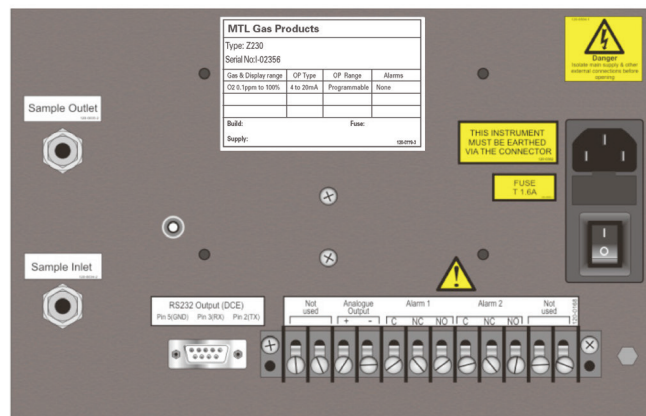 MTL Gas Products
Type: Z230
Serial No:I-02356
Gas & Display range OP Type OP Range Alarms
O2 0.1ppm to 100% 4 to 20mA Programmable None
Build: Fuse:
Supply:
Danger
Isolate main supply & other
external connections before
opening
Sample Outlet
THIS INSTRUMENT
MUST BE EARTHED
VIA THE CONNECTOR
FUSE
T 1.6A
I
O
Sample Inlet
RS232 Output (DCE)
Pin 5(GND) Pin 3(RX) Pin 2(TX)
Not
used
Analogue
Output
+ -
Alarm 1
C NC NO
Alarm 2
C NC NO
Not
used